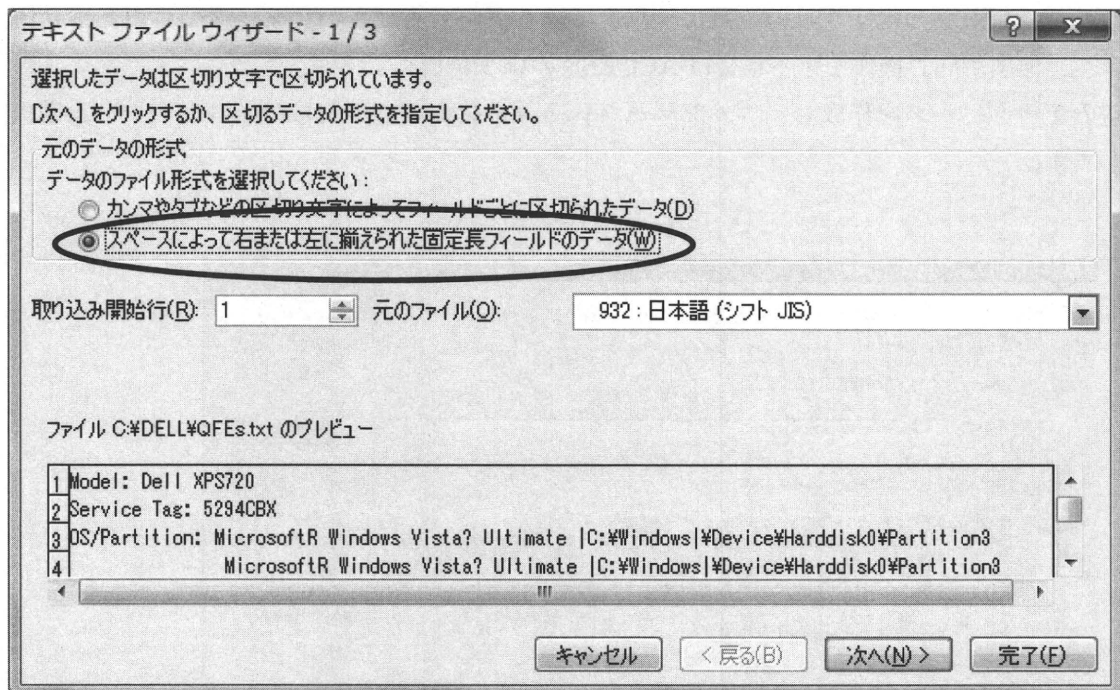 テキスト ファイル ウィザード - 1 / 3
? X
選択したデータは区切り文字で区切られています。
[次へ] をクリックするか、区切るデータの形式を指定してください。
元のデータの形式
データのファイル形式を選択してください:
カンマやタブなどの区切り文字によってフィールドごとに区切られたデータ(D)
スペースによって右または左に揃えられた固定長フィールドのデータ(W)
取り込み開始行(R): 1 元のファイル(O): 932 : 日本語 (シフト JIS)
ファイル C:¥DELL¥QFEs.txt のプレビュー
1 Model: Dell XPS720
2 Service Tag: 5294CBX
3 OS/Partition: MicrosoftR Windows Vista? Ultimate |C:¥Windows|¥Device¥Harddisk0¥Partition3
4 MicrosoftR Windows Vista? Ultimate |C:¥Windows|¥Device¥Harddisk0¥Partition3
キャンセル < 戻る(B) 次へ(N) > 完了(F)